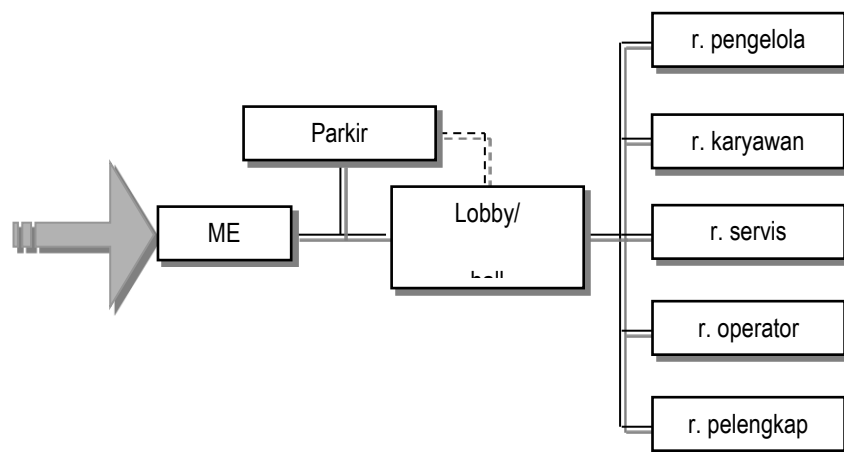 r. pengelola
Parkir
r. karyawan
ME
Lobby/
r. servis
r. operator
r. pelengkap